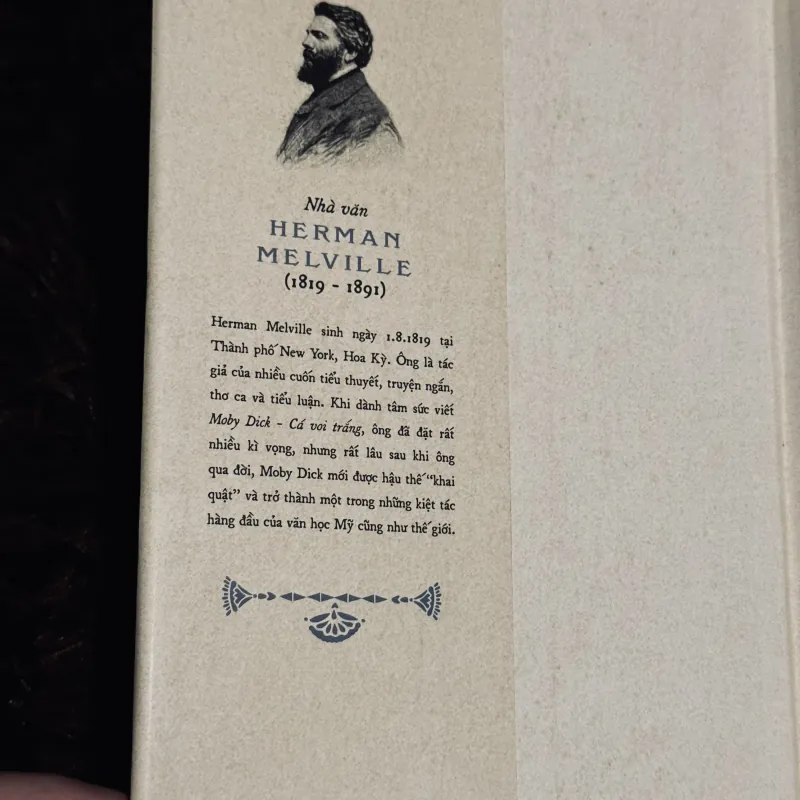 Nhà văn
HERMAN
MELVILLE
(1819 - 1891)
Herman Melville sinh ngày 1.8.1819 tại
Thành phố New York, Hoa Kỳ. Ông là tác
giả của nhiều cuốn tiểu thuyết, truyện ngắn,
thơ ca và tiểu luận. Khi dành tâm sức viết
Moby Dick - Cá voi trắng, ông đã đặt rất
nhiều kì vọng, nhưng rất lâu sau khi ông
qua đời, Moby Dick mới được hậu thế “khai
quật” và trở thành một trong những kiệt tác
hàng đầu của văn học Mỹ cũng như thế giới.